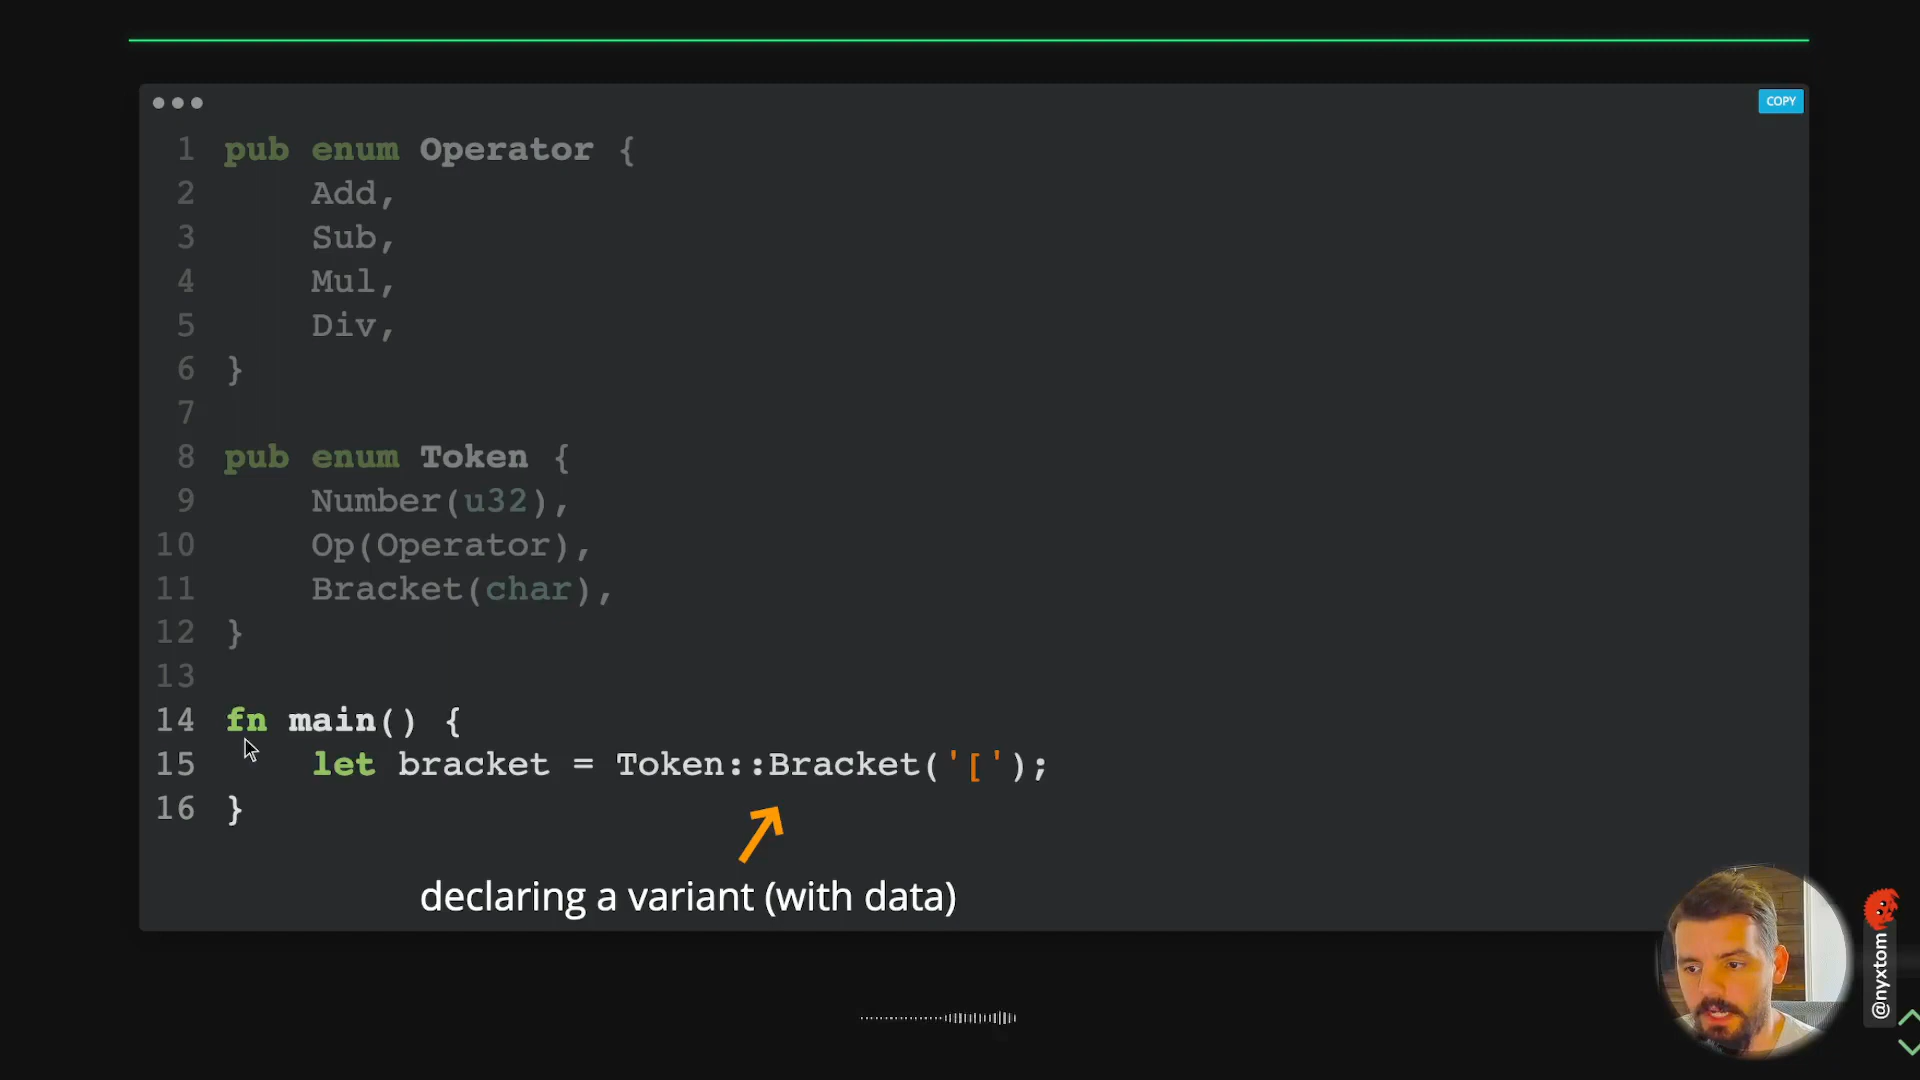 COPY
1 pub enum Operator {
2 Add,
3 Sub,
4 Mul,
5 Div,
6 }
7
8 pub enum Token {
9 Number(u32),
10 Op(Operator),
11 Bracket(char),
12 }
13
14 fn main() {
15 let bracket = Token::Bracket('[');
16 }
declaring a variant (with data)
@nyxtom